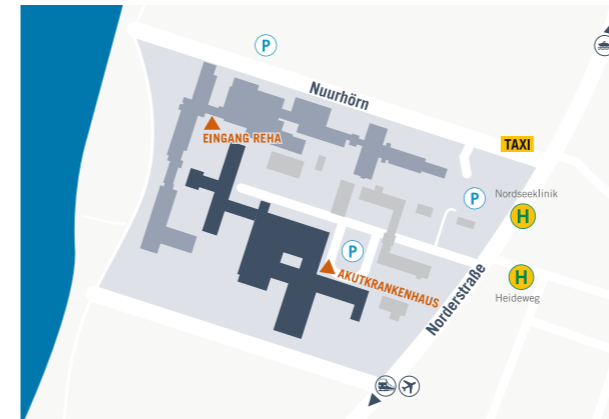 P
Nuurhörn
EINGANG REHA
TAXI
P
Nordseeklinik
H
P
AKUTKRANKENHAUS
H
Heideweg
Norderstraße